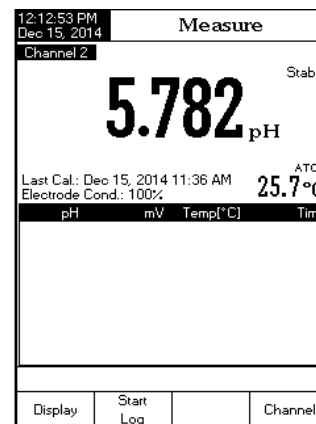 12:12:53 PM
Dec 15, 2014
Measure
Channel 2
Stab
5.782 pH
Last Cal.: Dec 15, 2014 11:36 AM
Electrode Cond.: 100%
ATC
25.7°C
pH mV Temp[°C] Tim
Display
Start
Log
Channel